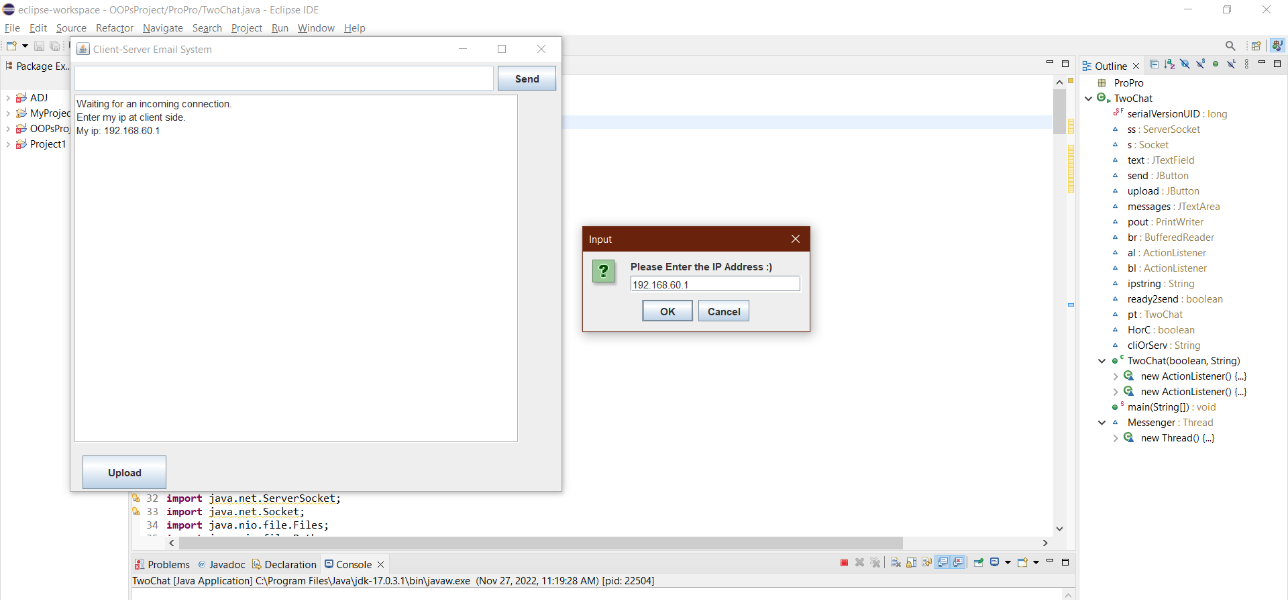 eclipse-workspace - OOPsProject/ProPro/TwoChat.java - Eclipse IDE
File Edit Source Refactor Navigate Search Project Run Window Help
Client-Server Email System
Package Ex...
Send
Outline
ADJ
MyProjec
OOPsProj
Project1
Waiting for an incoming connection.
Enter my ip at client side.
My ip: 192.168.60.1
Upload
Input
Please Enter the IP Address :)
192.168.60.1
OK Cancel
ProPro
TwoChat
serialVersionUID : long
ss : ServerSocket
s : Socket
text : JTextField
send : JButton
upload : JButton
messages : JTextArea
pout : PrintWriter
br : BufferedReader
al : ActionListener
bl : ActionListener
ipstring : String
ready2send : boolean
pt : TwoChat
HorC : boolean
cliOrServ : String
TwoChat(boolean, String)
new ActionListener() {...}
new ActionListener() {...}
main(String[]) : void
Messenger : Thread
new Thread() {...}
32 import java.net.ServerSocket;
33 import java.net.Socket;
34 import java.nio.file.Files;
Problems Javadoc Declaration Console
TwoChat [Java Application] C:\Program Files\Java\jdk-17.0.3.1\bin\javaw.exe (Nov 27, 2022, 11:19:28 AM) [pid: 22504]